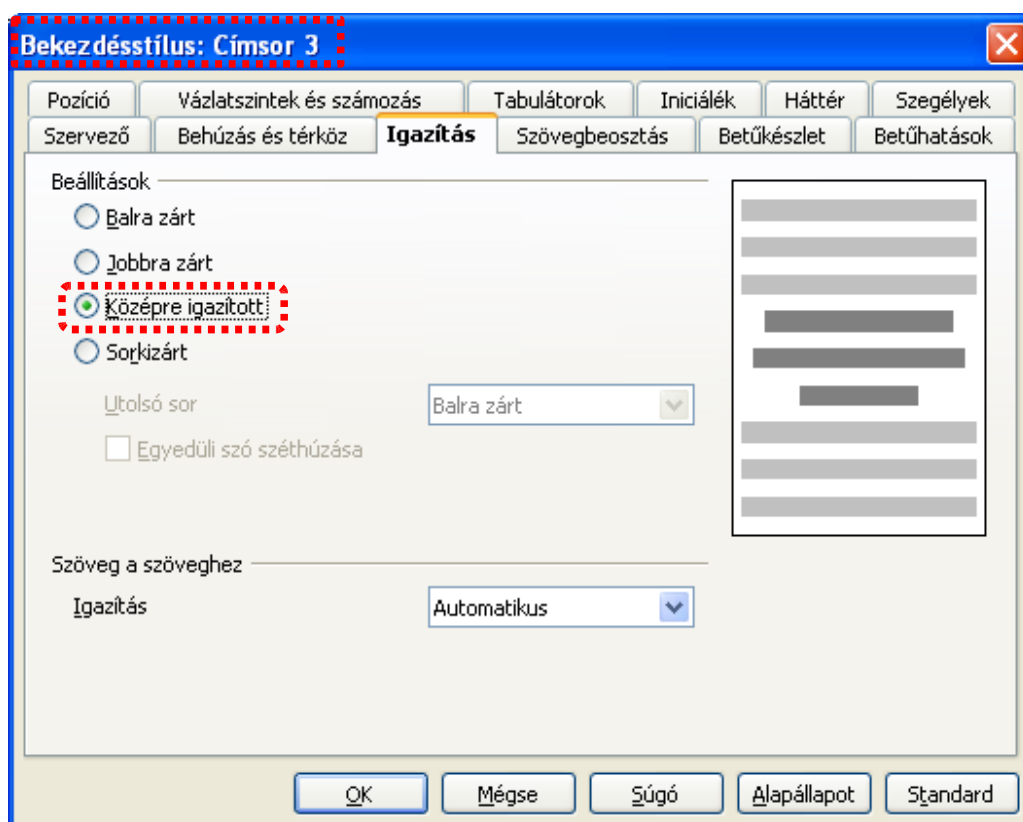 Bekezdésstílus: Címsor 3
Pozíció Vázlatszintek és számozás Tabulátorok Iniciálék Háttér Szegélyek
Szervező Behúzás és térköz Igazítás Szövegbeosztás Betűkészlet Betűhatások
Beállítások
Balra zárt
Jobbra zárt
Középre igazított
Sorkizárt
Utolsó sor Balra zárt
Egyedüli szó széthúzása
Szöveg a szöveghez
Igazítás Automatikus
OK Mégse Súgó Alapállapot Standard